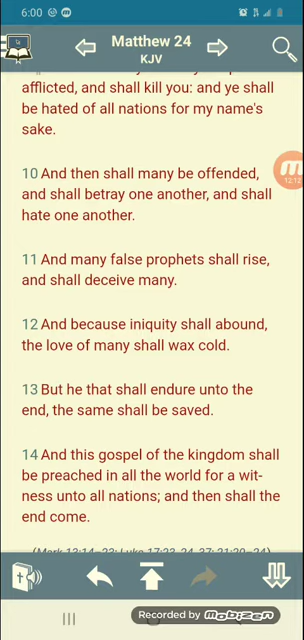 6:00
Matthew 24
KJV
afflicted, and shall kill you: and ye shall
be hated of all nations for my name's
sake.
10 And then shall many be offended,
and shall betray one another, and shall
hate one another.
12:12
11 And many false prophets shall rise,
and shall deceive many.
12 And because iniquity shall abound,
the love of many shall wax cold.
13 But he that shall endure unto the
end, the same shall be saved.
14 And this gospel of the kingdom shall
be preached in all the world for a wit-
ness unto all nations; and then shall the
end come.
Recorded by mobizen